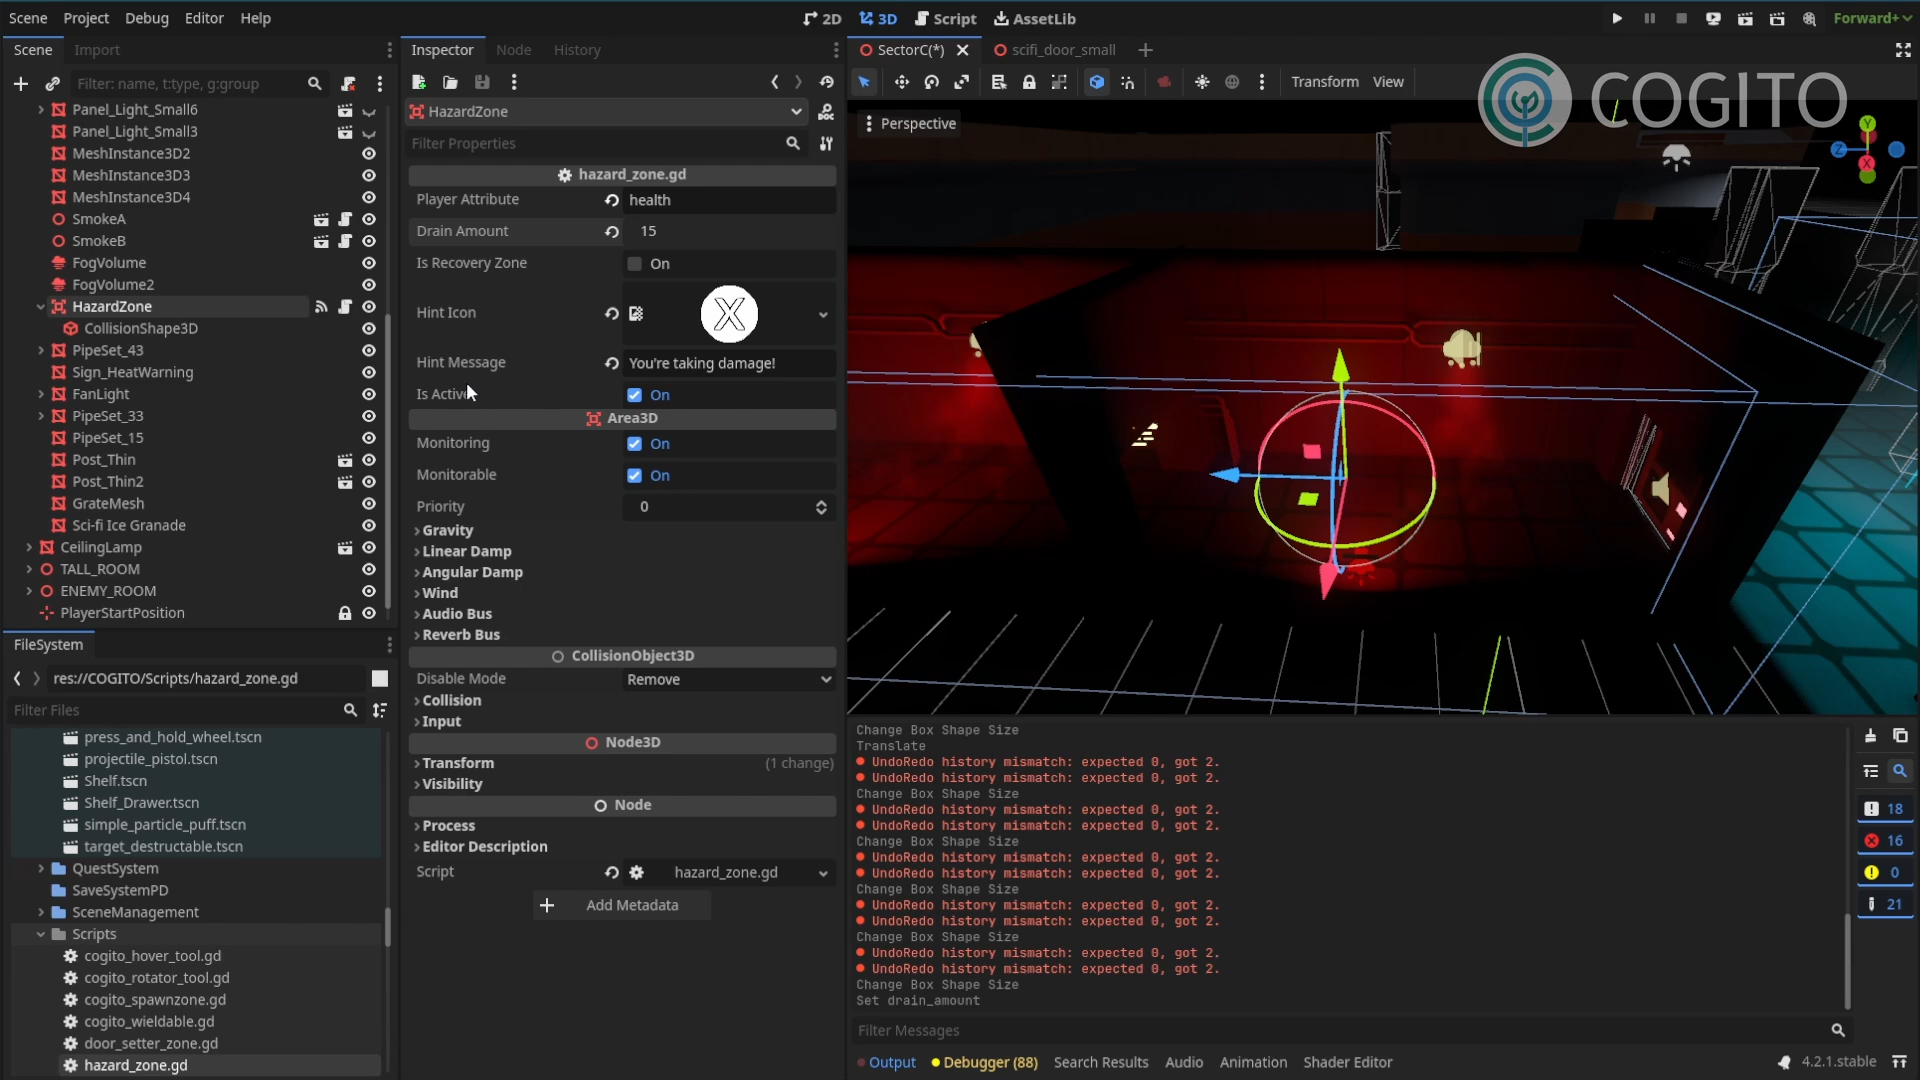 Scene Project Debug Editor Help
2D 3D Script AssetLib
Forward+
Scene Import
Filter: name, t:type, g:group
Panel_Light_Small6
Panel_Light_Small3
MeshInstance3D2
MeshInstance3D3
MeshInstance3D4
SmokeA
SmokeB
FogVolume
FogVolume2
HazardZone
CollisionShape3D
PipeSet_43
Sign_HeatWarning
FanLight
PipeSet_33
PipeSet_15
Post_Thin
Post_Thin2
GrateMesh
Sci-fi Ice Granade
CeilingLamp
TALL_ROOM
ENEMY_ROOM
PlayerStartPosition
FileSystem
res://COGITO/Scripts/hazard_zone.gd
Filter Files
press_and_hold_wheel.tscn
projectile_pistol.tscn
Shelf.tscn
Shelf_Drawer.tscn
simple_particle_puff.tscn
target_destructable.tscn
QuestSystem
SaveSystemPD
SceneManagement
Scripts
cogito_hover_tool.gd
cogito_rotator_tool.gd
cogito_spawnzone.gd
cogito_wieldable.gd
door_setter_zone.gd
hazard_zone.gd
Inspector Node History
HazardZone
Filter Properties
hazard_zone.gd
Player Attribute health
Drain Amount 15
Is Recovery Zone On
Hint Icon X
Hint Message You're taking damage!
Is Active On
Area3D
Monitoring On
Monitorable On
Priority 0
Gravity
Linear Damp
Angular Damp
Wind
Audio Bus
Reverb Bus
CollisionObject3D
Disable Mode Remove
Collision
Input
Node3D
Transform (1 change)
Visibility
Node
Process
Editor Description
Script hazard_zone.gd
Add Metadata
SectorC(*) scifi_door_small
Transform View
COGITO
Perspective
Y
Z
X
Change Box Shape Size
Translate
UndoRedo history mismatch: expected 0, got 2.
UndoRedo history mismatch: expected 0, got 2.
Change Box Shape Size
UndoRedo history mismatch: expected 0, got 2.
UndoRedo history mismatch: expected 0, got 2.
Change Box Shape Size
UndoRedo history mismatch: expected 0, got 2.
UndoRedo history mismatch: expected 0, got 2.
Change Box Shape Size
UndoRedo history mismatch: expected 0, got 2.
UndoRedo history mismatch: expected 0, got 2.
Change Box Shape Size
UndoRedo history mismatch: expected 0, got 2.
UndoRedo history mismatch: expected 0, got 2.
Change Box Shape Size
Set drain_amount
18
16
0
21
Filter Messages
Output Debugger (88) Search Results Audio Animation Shader Editor
4.2.1.stable